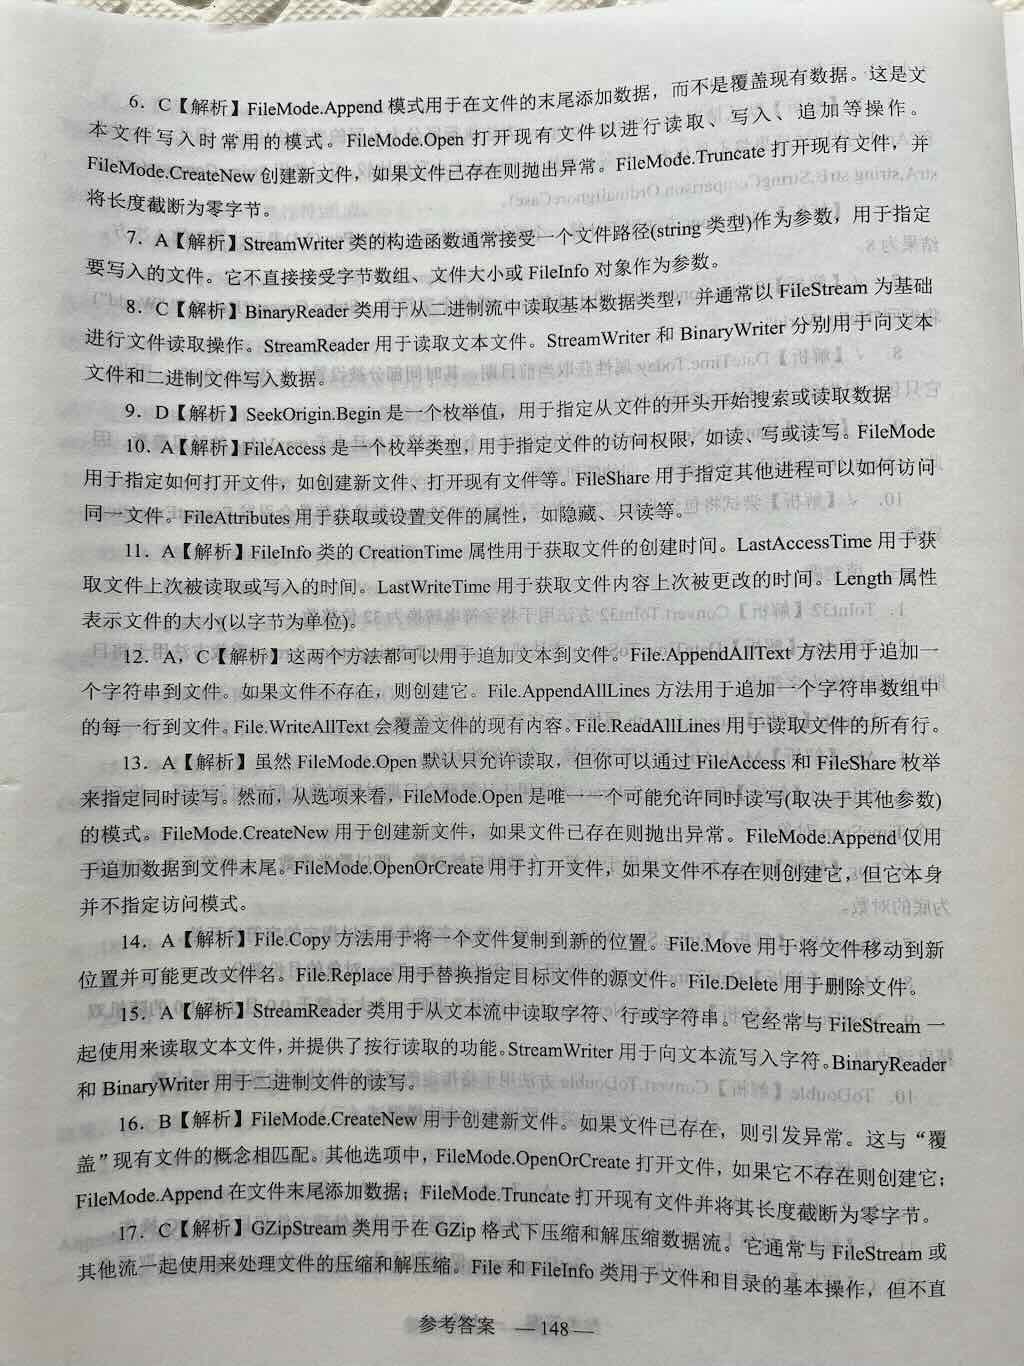 6．C【解析】FileMode.Append 模式用于在文件的末尾添加数据，而不是覆盖现有数据。这是文
本文件写入时常用的模式。FileMode.Open 打开现有文件以进行读取、写入、追加等操作。
FileMode.CreateNew 创建新文件，如果文件已存在则抛出异常。FileMode.Truncate 打开现有文件，并
将长度截断为零字节。
7．A【解析】StreamWriter 类的构造函数通常接受一个文件路径(string 类型)作为参数，用于指定
要写入的文件。它不直接接受字节数组、文件大小或 FileInfo 对象作为参数。
8．C【解析】BinaryReader 类用于从二进制流中读取基本数据类型，并通常以 FileStream 为基础
进行文件读取操作。StreamReader 用于读取文本文件。StreamWriter 和 BinaryWriter 分别用于向文本
文件和二进制文件写入数据。
9．D【解析】SeekOrigin.Begin 是一个枚举值，用于指定从文件的开头开始搜索或读取数据
10．A【解析】FileAccess 是一个枚举类型，用于指定文件的访问权限，如读、写或读写。FileMode
用于指定如何打开文件，如创建新文件、打开现有文件等。FileShare 用于指定其他进程可以如何访问
同一文件。FileAttributes 用于获取或设置文件的属性，如隐藏、只读等。
11．A【解析】FileInfo 类的 CreationTime 属性用于获取文件的创建时间。LastAccessTime 用于获
取文件上次被读取或写入的时间。LastWriteTime 用于获取文件内容上次被更改的时间。Length 属性
表示文件的大小(以字节为单位)。
12．A，C【解析】这两个方法都可以用于追加文本到文件。File.AppendAllText 方法用于追加一
个字符串到文件。如果文件不存在，则创建它。File.AppendAllLines 方法用于追加一个字符串数组中
的每一行到文件。File.WriteAllText 会覆盖文件的现有内容。File.ReadAllLines 用于读取文件的所有行。
13．A【解析】虽然 FileMode.Open 默认只允许读取，但你可以通过 FileAccess 和 FileShare 枚举
来指定同时读写。然而，从选项来看，FileMode.Open 是唯一一个可能允许同时读写(取决于其他参数)
的模式。FileMode.CreateNew 用于创建新文件，如果文件已存在则抛出异常。FileMode.Append 仅用
于追加数据到文件末尾。FileMode.OpenOrCreate 用于打开文件，如果文件不存在则创建它，但它本身
并不指定访问模式。
14．A【解析】File.Copy 方法用于将一个文件复制到新的位置。File.Move 用于将文件移动到新
位置并可能更改文件名。File.Replace 用于替换指定目标文件的源文件。File.Delete 用于删除文件。
15．A【解析】StreamReader 类用于从文本流中读取字符、行或字符串。它经常与 FileStream 一
起使用来读取文本文件，并提供了按行读取的功能。StreamWriter 用于向文本流写入字符。BinaryReader
和 BinaryWriter 用于二进制文件的读写。
16．B【解析】FileMode.CreateNew 用于创建新文件。如果文件已存在，则引发异常。这与“覆
盖”现有文件的概念相匹配。其他选项中，FileMode.OpenOrCreate 打开文件，如果它不存在则创建它；
FileMode.Append 在文件末尾添加数据；FileMode.Truncate 打开现有文件并将其长度截断为零字节。
17．C【解析】GZipStream 类用于在 GZip 格式下压缩和解压缩数据流。它通常与 FileStream 或
其他流一起使用来处理文件的压缩和解压缩。File 和 FileInfo 类用于文件和目录的基本操作，但不直
参考答案 —148—